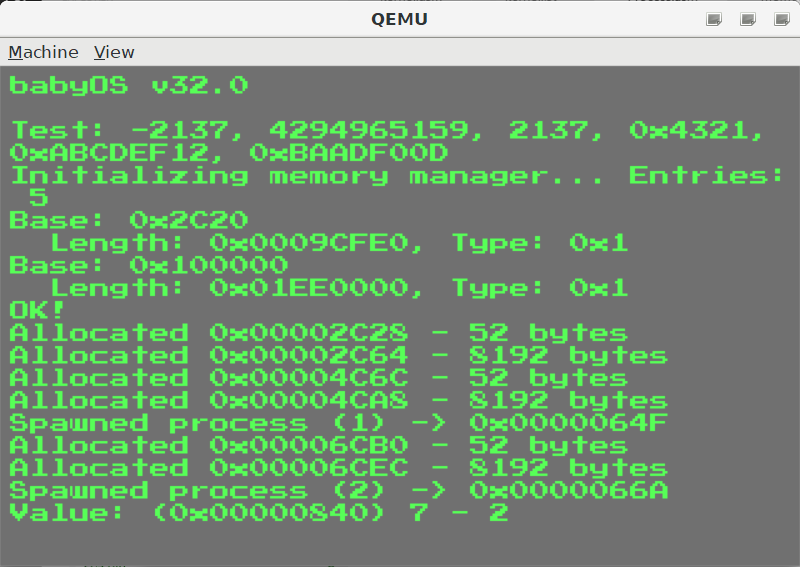 QEMU
Machine View
babyOS v32.0
Test: -2137, 4294965159, 2137, 0x4321,
0xABCDEF12, 0xBAADF00D
Initializing memory manager... Entries:
5
Base: 0x2C20
Length: 0x0009CFE0, Type: 0x1
Base: 0x100000
Length: 0x01EE0000, Type: 0x1
OK!
Allocated 0x00002C28 - 52 bytes
Allocated 0x00002C64 - 8192 bytes
Allocated 0x00004C6C - 52 bytes
Allocated 0x00004CA8 - 8192 bytes
Spawned process (1) -> 0x0000064F
Allocated 0x00006CB0 - 52 bytes
Allocated 0x00006CEC - 8192 bytes
Spawned process (2) -> 0x0000066A
Value: (0x00000840) 7 - 2